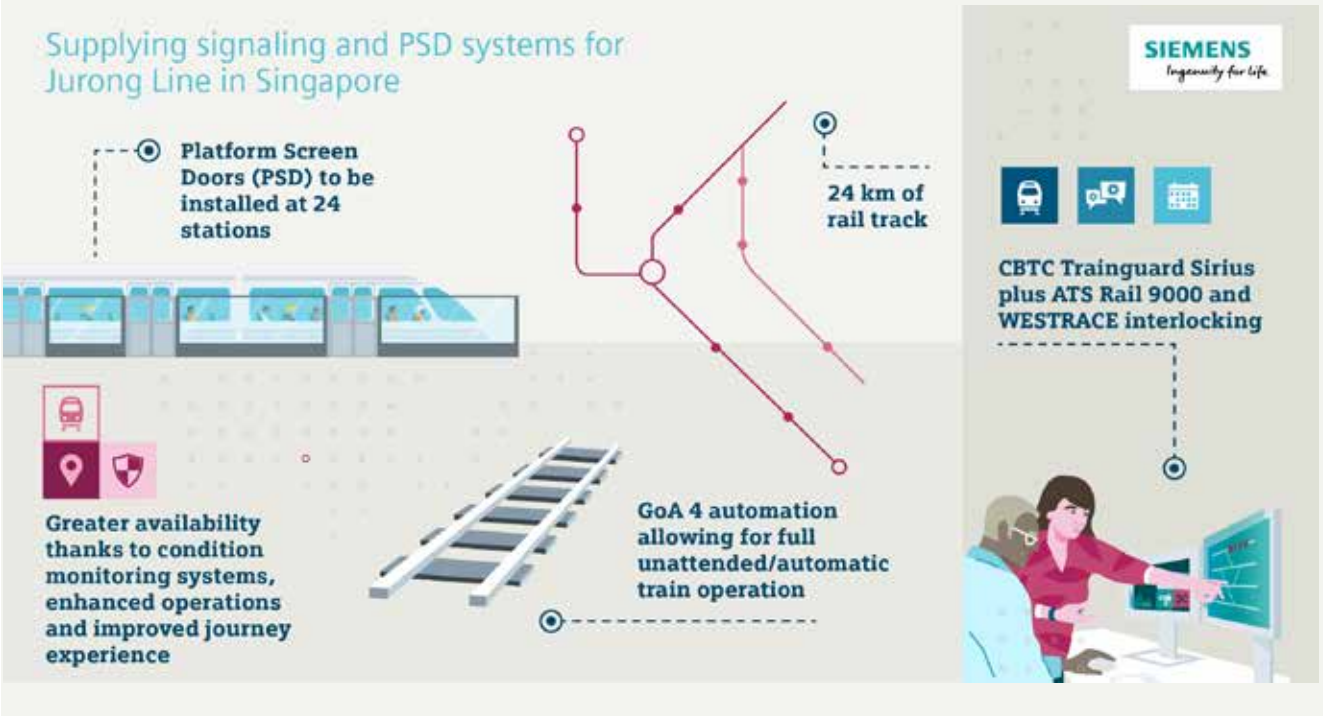 Supplying signaling and PSD systems for
Jurong Line in Singapore
SIEMENS
Ingenuity for life
Platform Screen
Doors (PSD) to be
installed at 24
stations
24 km of
rail track
CBTC Trainguard Sirius
plus ATS Rail 9000 and
WESTRACE interlocking
Greater availability
thanks to condition
monitoring systems,
enhanced operations
and improved journey
experience
GoA 4 automation
allowing for full
unattended/automatic
train operation